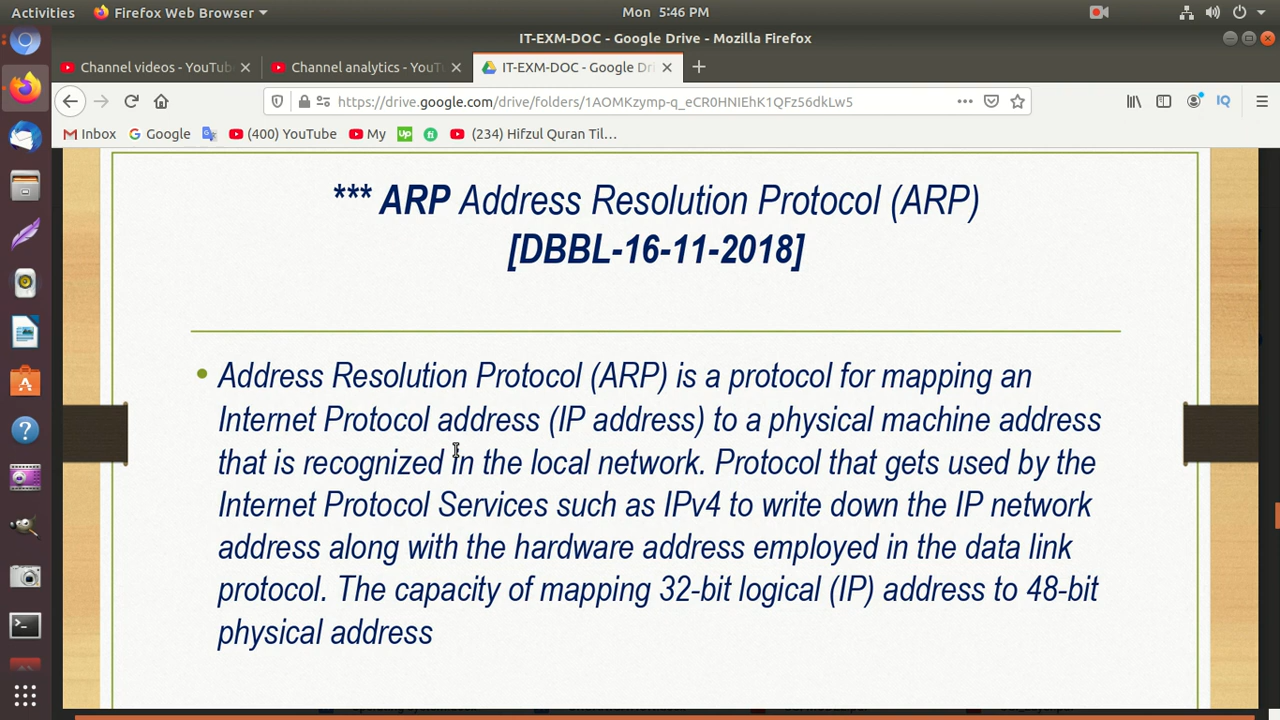 Activities
Firefox Web Browser
Mon 5:46 PM
IT-EXM-DOC - Google Drive - Mozilla Firefox
Channel videos - YouTub
Channel analytics - YouT
IT-EXM-DOC - Google Dri
https://drive.google.com/drive/folders/1AOMKzymp-q_eCR0HNIEhK1QFz56dkLw5
IQ
Inbox
Google
(400) YouTube
My
Up
fi
(234) Hifzul Quran Til...
*** ARP Address Resolution Protocol (ARP)
[DBBL-16-11-2018]
• Address Resolution Protocol (ARP) is a protocol for mapping an
Internet Protocol address (IP address) to a physical machine address
that is recognized in the local network. Protocol that gets used by the
Internet Protocol Services such as IPv4 to write down the IP network
address along with the hardware address employed in the data link
protocol. The capacity of mapping 32-bit logical (IP) address to 48-bit
physical address